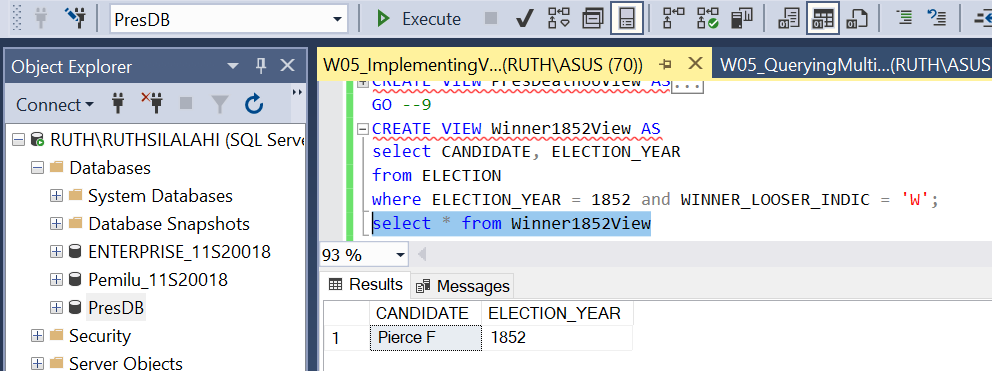 PresDB
Execute
Object Explorer
Connect
RUTH\RUTHSILALAHI (SQL Serve
Databases
System Databases
Database Snapshots
ENTERPRISE_11S20018
Pemilu_11S20018
PresDB
Security
Server Objects
W05_ImplementingV...(RUTH\ASUS (70))
W05_QueryingMulti...(RUTH\ASUS
CREATE VIEW PresDeath60View AS...
GO --9
CREATE VIEW Winner1852View AS
select CANDIDATE, ELECTION_YEAR
from ELECTION
where ELECTION_YEAR = 1852 and WINNER_LOOSER_INDIC = 'W';
select * from Winner1852View
93 %
Results Messages
CANDIDATE ELECTION_YEAR
1 Pierce F 1852